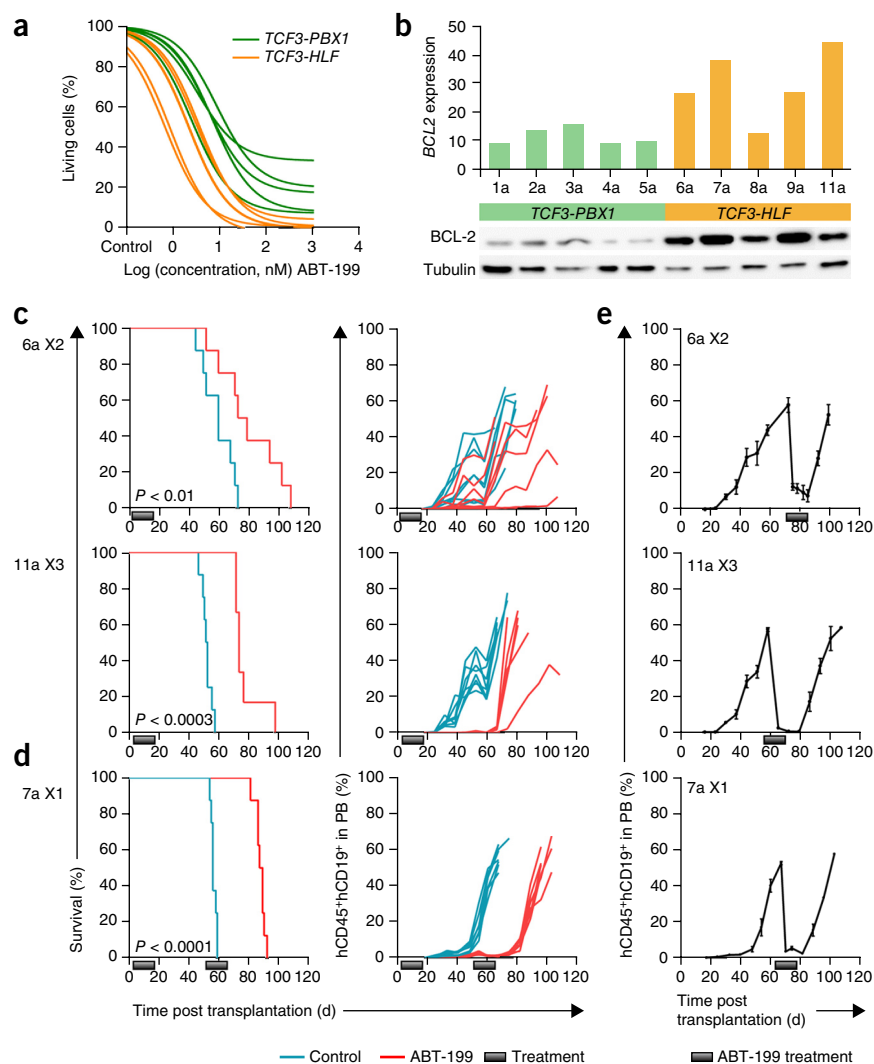 a
100
80
60
40
20
0
Living cells (%)
TCF3-PBX1
TCF3-HLF
Control 0 1 2 3 4
Log (concentration, nM) ABT-199
b
50
40
30
20
10
0
BCL2 expression
1a 2a 3a 4a 5a 6a 7a 8a 9a 11a
TCF3-PBX1 TCF3-HLF
BCL-2
Tubulin
c
6a X2
100
80
60
40
20
0
P < 0.01
0 20 40 60 80 100 120
100
80
60
40
20
0
0 20 40 60 80 100 120
11a X3
100
80
60
40
20
0
P < 0.0003
0 20 40 60 80 100 120
100
80
60
40
20
0
0 20 40 60 80 100 120
d
7a X1
100
80
60
40
20
0
P < 0.0001
0 20 40 60 80 100 120
Survival (%)
100
80
60
40
20
0
0 20 40 60 80 100 120
hCD45+hCD19+ in PB (%)
Time post transplantation (d)
e
6a X2
100
80
60
40
20
0
0 20 40 60 80 100 120
11a X3
100
80
60
40
20
0
0 20 40 60 80 100 120
7a X1
100
80
60
40
20
0
0 20 40 60 80 100 120
hCD45+hCD19+ in PB (%)
Time post
transplantation (d)
Control ABT-199 Treatment ABT-199 treatment